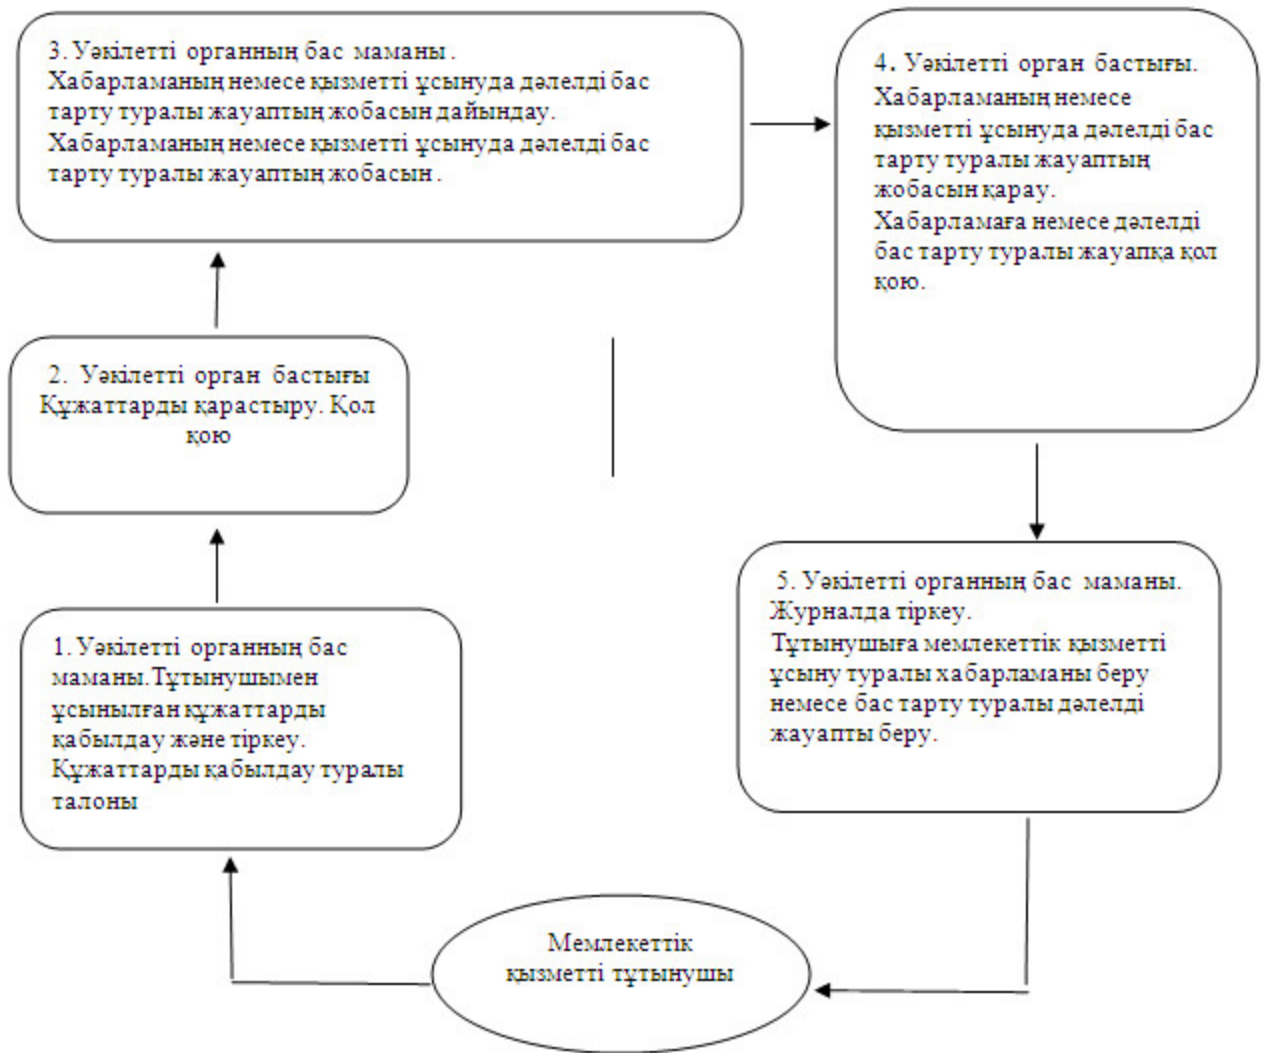 3. Уәкілетті органның бас маманы .
Хабарламаның немесе қызметті ұсынуда дәлелді бас
тарту туралы жауаптың жобасын дайындау.
Хабарламаның немесе қызметті ұсынуда дәлелді бас
тарту туралы жауаптың жобасын .
4. Уәкілетті орган бастығы.
Хабарламаның немесе
қызметті ұсынуда дәлелді бас
тарту туралы жауаптың
жобасын қарау.
Хабарламаға немесе дәлелді
бас тарту туралы жауапқа қол
қою.
2. Уәкілетті орган бастығы
Құжаттарды қарастыру. Қол
қою
1. Уәкілетті органның бас
маманы.Тұтынушымен
ұсынылған құжаттарды
қабылдау және тіркеу.
Құжаттарды қабылдау туралы
талоны
5. Уәкілетті органның бас маманы.
Журналда тіркеу.
Тұтынушыға мемлекеттік қызметті
ұсыну туралы хабарламаны беру
немесе бас тарту туралы дәлелді
жауапты беру.
Мемлекеттік
қызметті тұтынушы